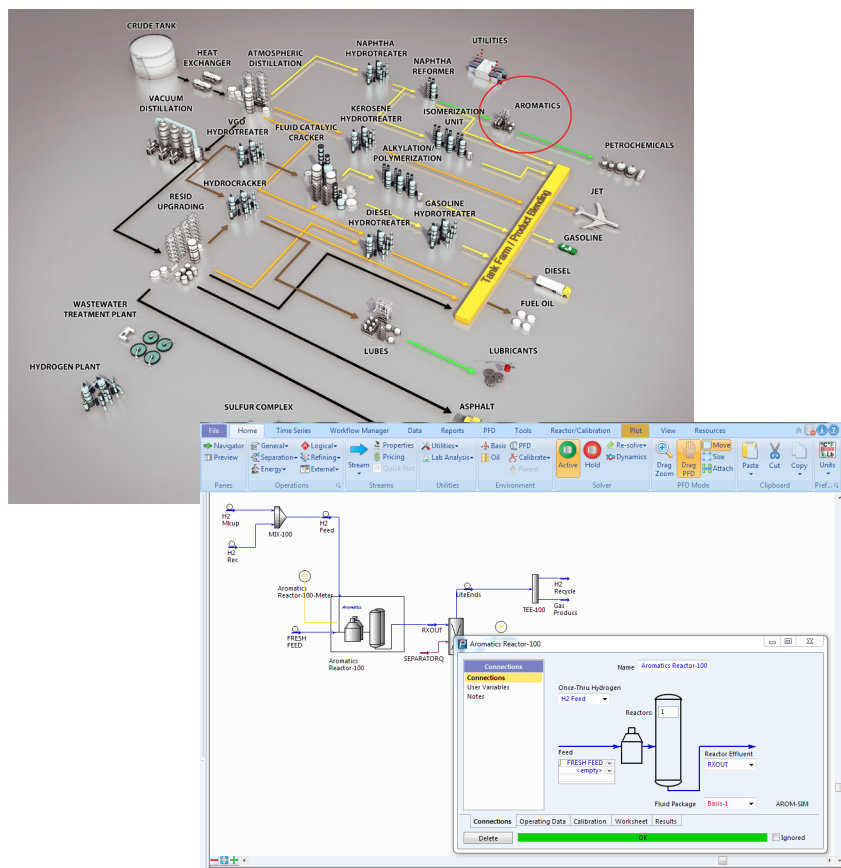 CRUDE TANK
HEAT
EXCHANGER
ATMOSPHERIC
DISTILLATION
NAPHTHA
HYDROTREATER
NAPHTHA
REFORMER
UTILITIES
VACUUM
DISTILLATION
VGO
HYDROTREATER
FLUID CATALYIC
CRACKER
KEROSENE
HYDROTREATER
ISOMERIZATION
UNIT
AROMATICS
PETROCHEMICALS
ALKYLATION/
POLYMERIZATION
HYDROCRACKER
JET
RESID
UPGRADING
DIESEL
HYDROTREATER
GASOLINE
HYDROTREATER
Tank Farm / Product Blending
GASOLINE
DIESEL
FUEL OIL
WASTEWATER
TREATMENT PLANT
LUBES
LUBRICANTS
HYDROGEN PLANT
SULFUR COMPLEX
ASPHALT
File Home Time Series Workflow Manager Data Reports PFD Tools Reactor/Calibration Plot View Resources
Navigator General Logical Properties Utilities Basis PFD Re-solve Move
Preview Separation Refining Pricing Lab Analysis Oil Calibrate Dynamics Size
Energy External Stream Quick Plot Parent Active Hold Drag Zoom Drag PFD Attach Paste Cut Copy Units
Panes Operations Streams Utilities Environment Solver PFD Mode Clipboard Pref...
H2
Mkup
MIX-100
H2
Feed
H2
Rec
Aromatics
Reactor-100-Meter
Aromatics
FRESH
FEED
Aromatics
Reactor-100
RXOUT
SEPARATORQ
LiteEnds
TEE-100
H2
Recycle
Gas
Producs
Aromatics Reactor-100
Connections
Connections
User Variables
Notes
Name Aromatics Reactor-100
Once-Thru Hydrogen
H2 Feed
Reactors: 1
Feed
FRESH FEED
<empty>
Reactor Effluent
RXOUT
Fluid Package Basis-1 AROM-SIM
Connections Operating Data Calibration Worksheet Results
Delete OK Ignored